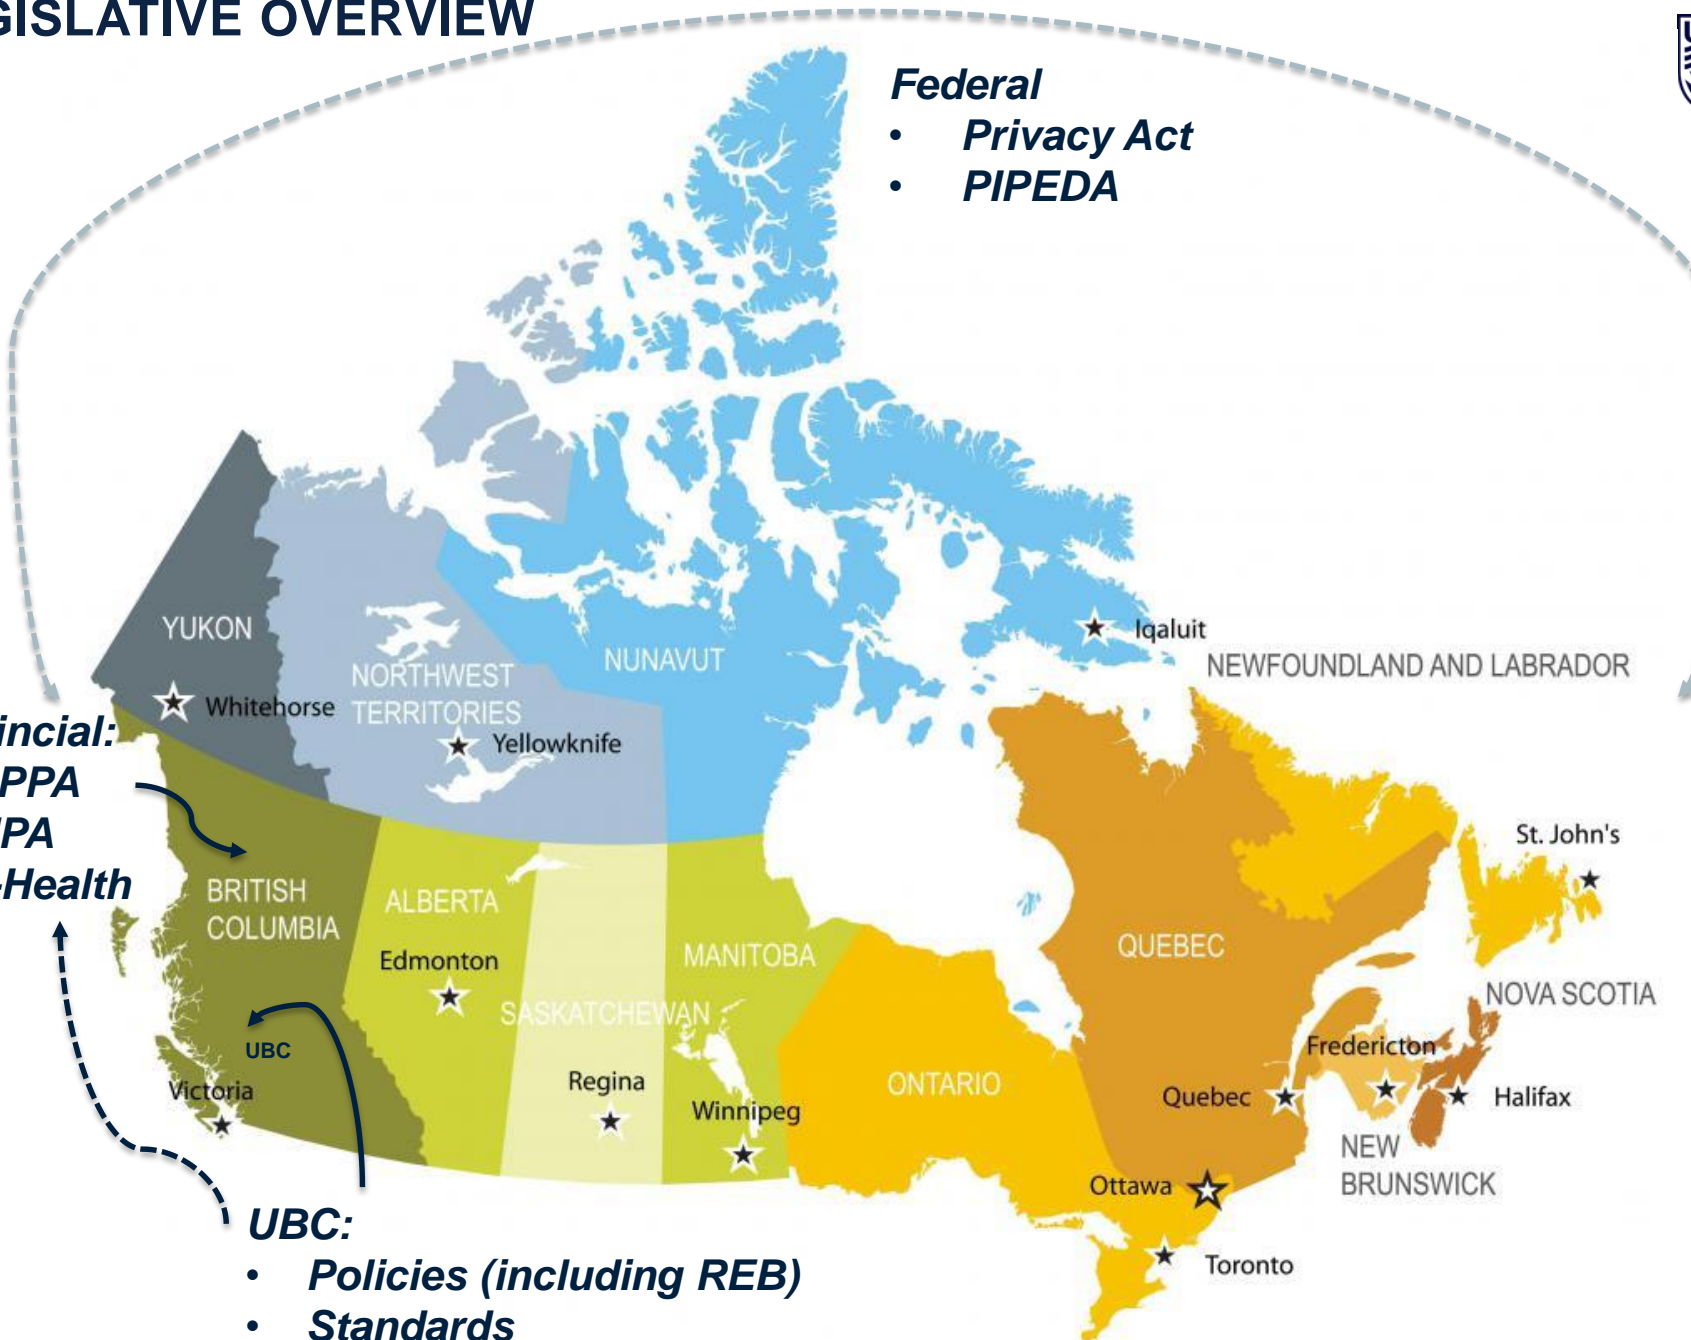 GISLATIVE OVERVIEW
Federal
• Privacy Act
• PIPEDA
YUKON
Whitehorse
NORTHWEST
TERRITORIES
Yellowknife
NUNAVUT
Iqaluit
NEWFOUNDLAND AND LABRADOR
incial:
PPA
IPA
-Health
BRITISH
COLUMBIA
ALBERTA
Edmonton
SASKATCHEWAN
MANITOBA
QUEBEC
St. John's
NOVA SCOTIA
UBC
Victoria
Regina
Winnipeg
ONTARIO
Quebec
Fredericton
Halifax
NEW
BRUNSWICK
Ottawa
Toronto
UBC:
• Policies (including REB)
• Standards